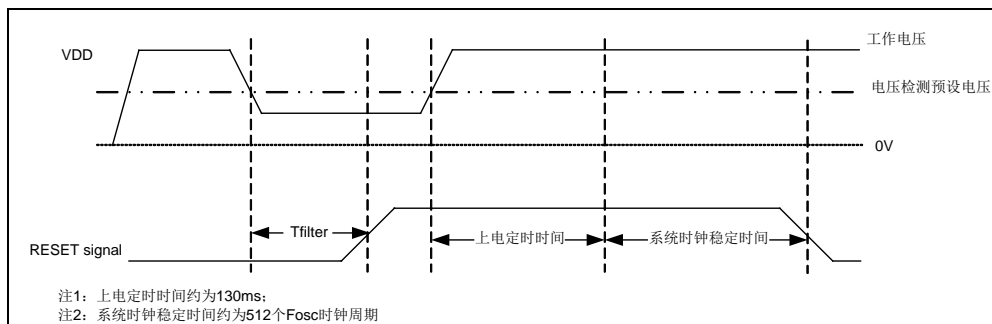 VDD
工作电压
电压检测预设电压
0V
Tfilter
上电定时时间
系统时钟稳定时间
RESET signal
注1：上电定时时间约为130ms；
注2：系统时钟稳定时间约为512个Fosc时钟周期